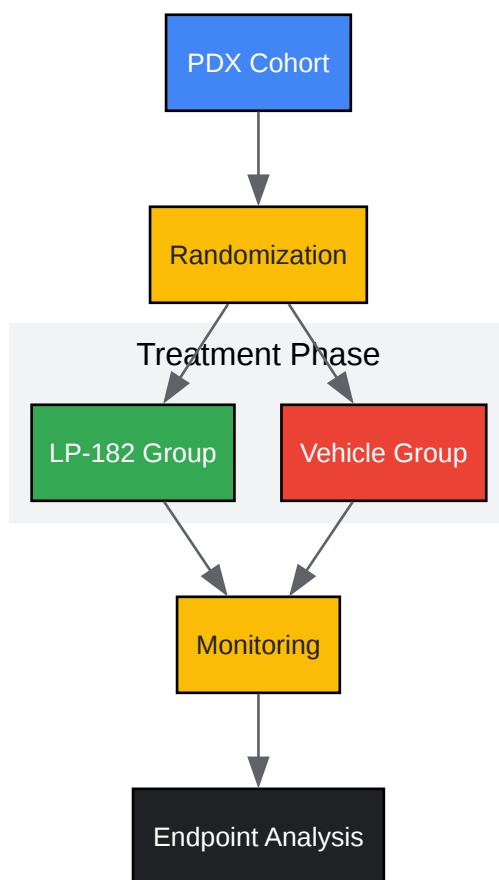 PDX Cohort
Randomization
Treatment Phase
LP-182 Group
Vehicle Group
Monitoring
Endpoint Analysis